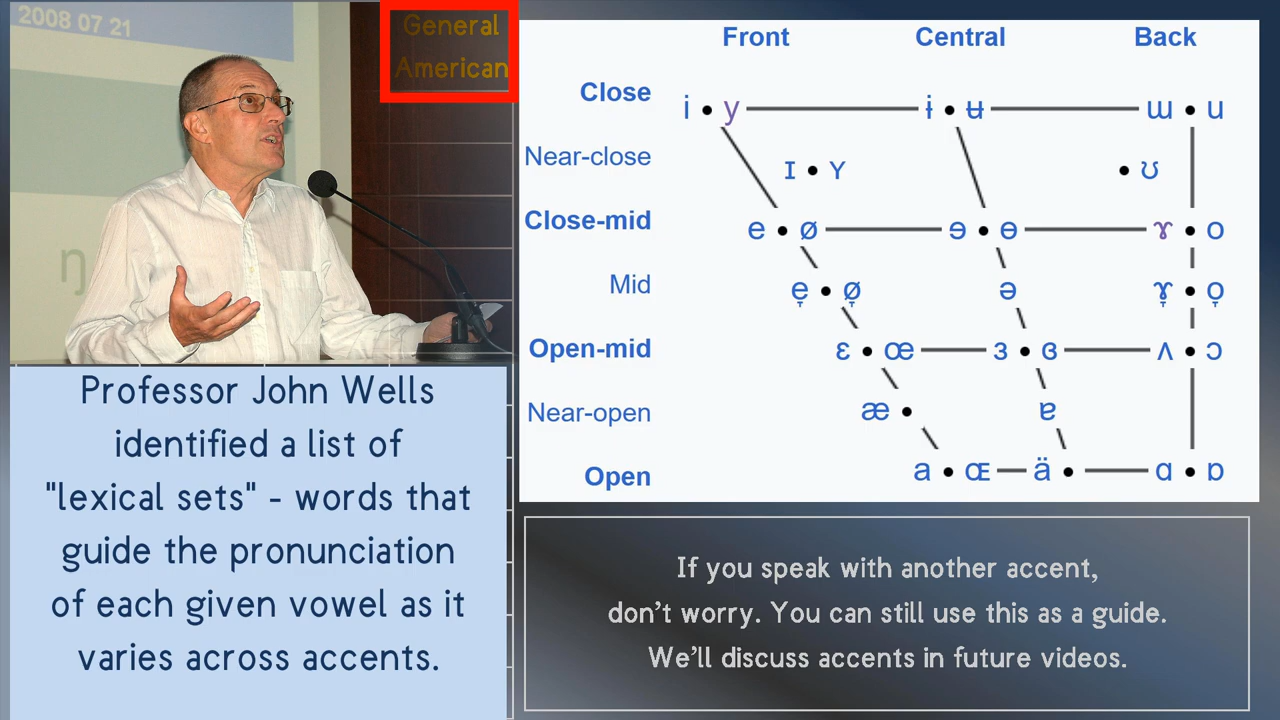 2008 07 21
General
American
ŋ
Professor John Wells
identified a list of
"lexical sets" - words that
guide the pronunciation
of each given vowel as it
varies across accents.
Front Central Back
Close i • y ɨ • ʉ ɯ • u
Near-close ɪ • ʏ • ʊ
Close-mid e • ø ɘ • ɵ ɤ • o
Mid e̞ • ø̞ ə ɤ̞ • o̞
Open-mid ɛ • œ ɜ • ɞ ʌ • ɔ
Near-open æ • ɐ
Open a • ɶ ä • ɑ • ɒ
If you speak with another accent,
don't worry. You can still use this as a guide.
We'll discuss accents in future videos.